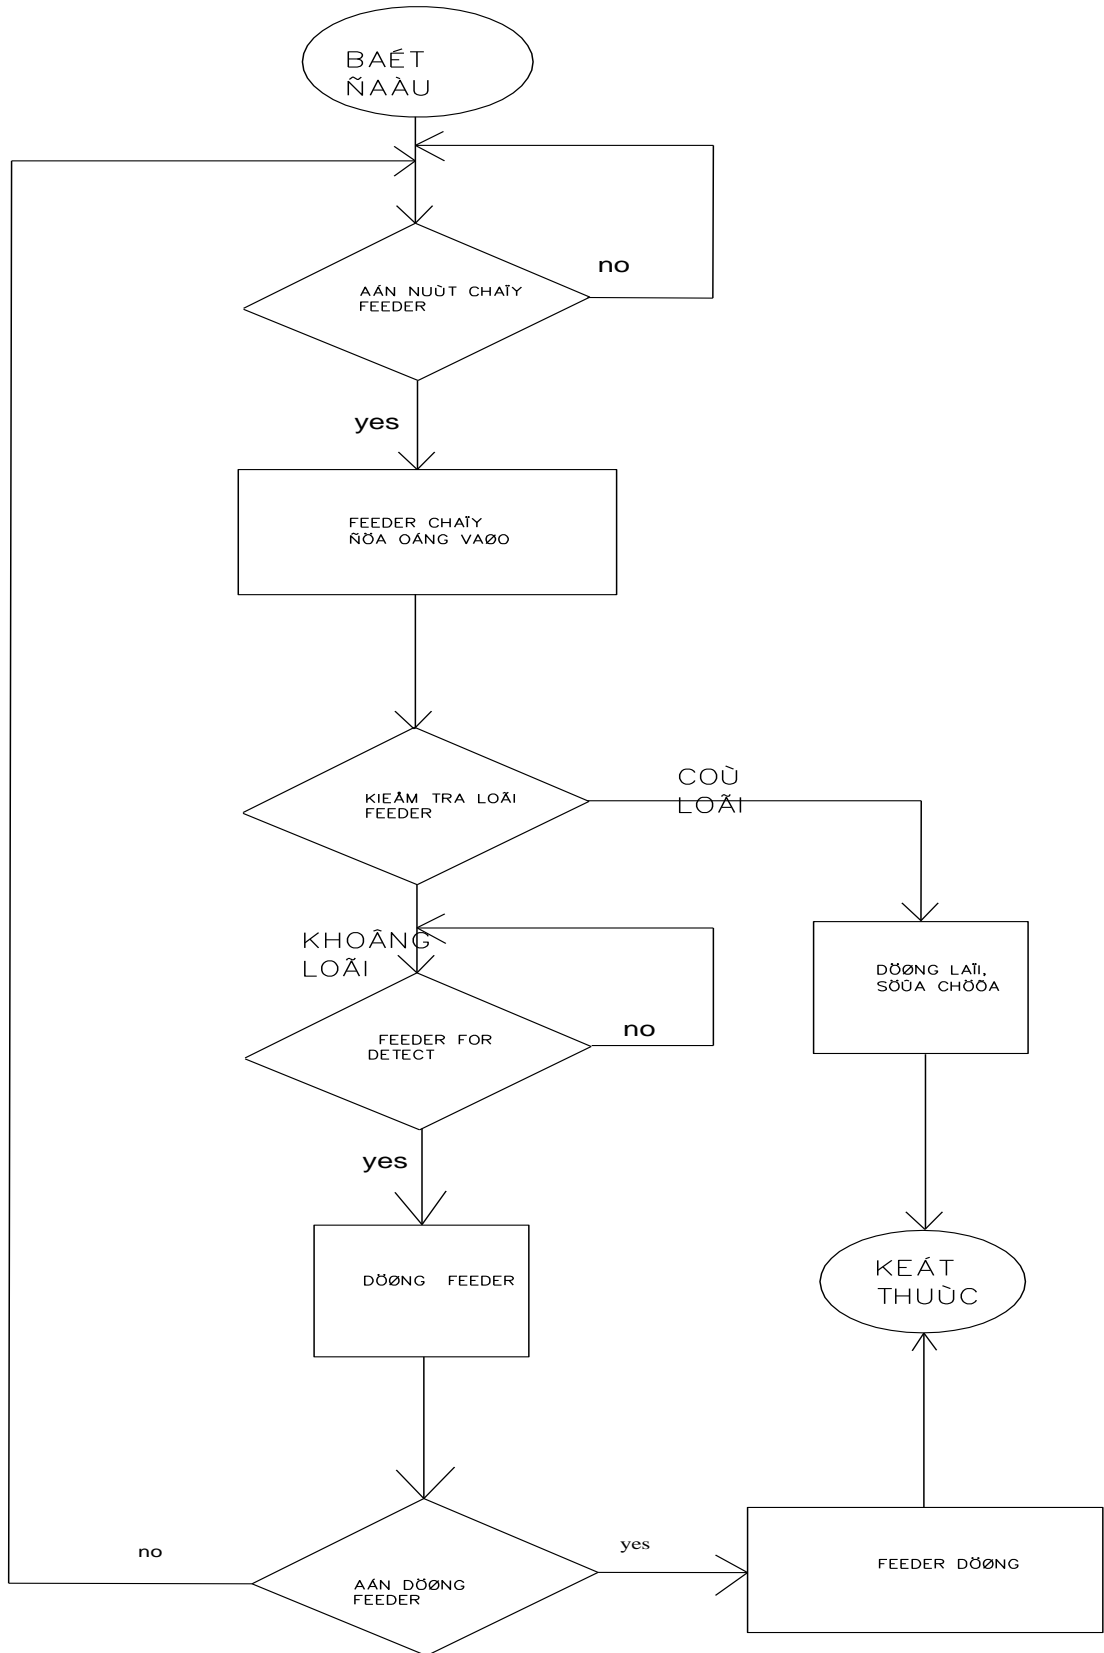 BAÉT
ÑAÀU
no
AÁN NUÙT CHAÏY
FEEDER
yes
FEEDER CHAÏY
ÑÖA OÁNG VAØO
COÙ
LOÃI
KIEÅM TRA LOÃI
FEEDER
KHOÂNG
LOÃI
DÖØNG LAÏI,
SÖÛA CHÖÕA
no
FEEDER FOR
DETECT
yes
DÖØNG FEEDER
KEÁT
THUÙC
no
yes
AÁN DÖØNG
FEEDER
FEEDER DÖØNG